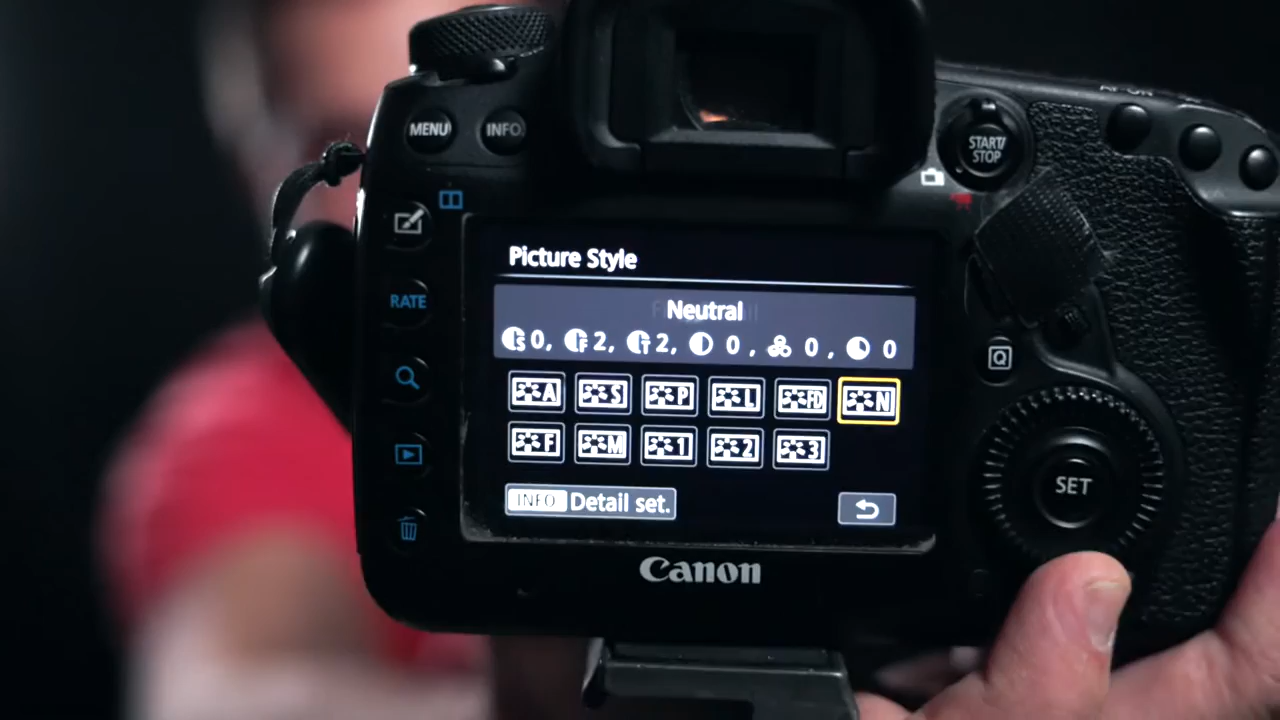 MENU INFO.
START/
STOP
RATE
Picture Style
Neutral
S 0, F 2, T 2, 0, 0, 0
A S P L FD N
F M 1 2 3
INFO. Detail set.
Q
SET
Canon